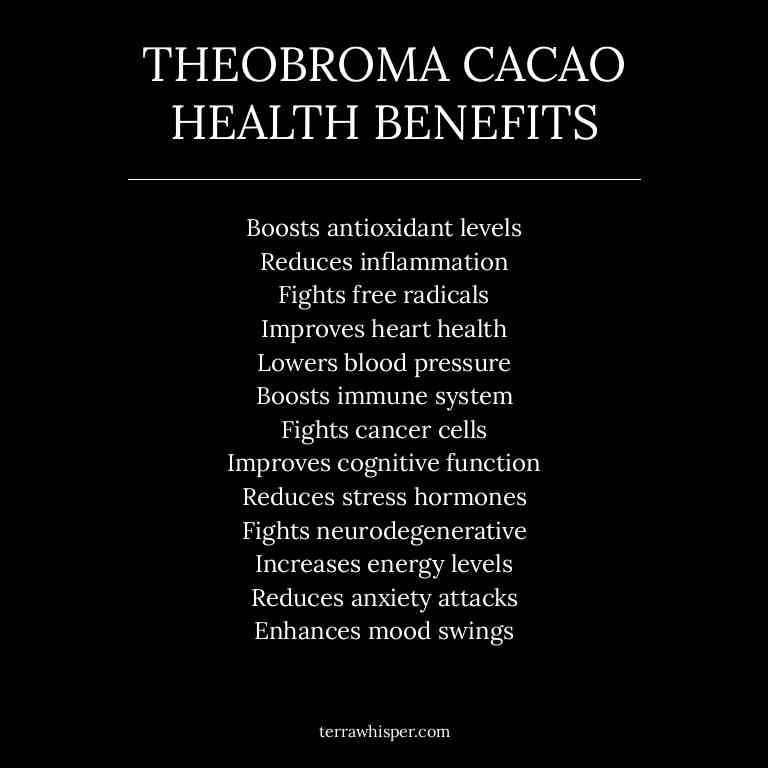 THEOBROMA CACAO
HEALTH BENEFITS
Boosts antioxidant levels
Reduces inflammation
Fights free radicals
Improves heart health
Lowers blood pressure
Boosts immune system
Fights cancer cells
Improves cognitive function
Reduces stress hormones
Fights neurodegenerative
Increases energy levels
Reduces anxiety attacks
Enhances mood swings
terrawhisper.com